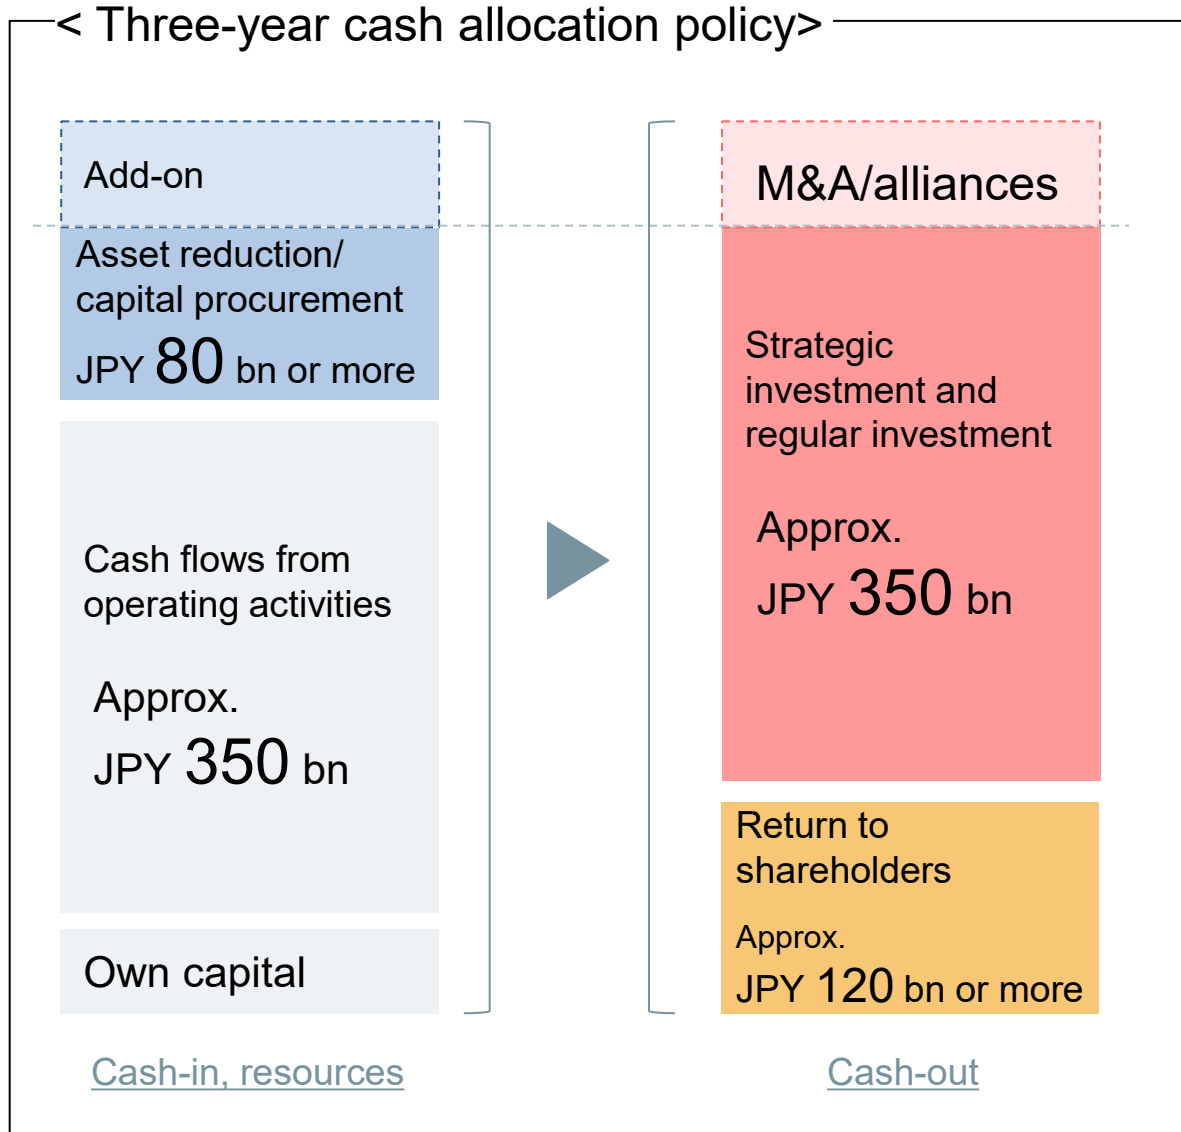 < Three-year cash allocation policy>
Add-on
Asset reduction/
capital procurement
JPY 80 bn or more
Cash flows from
operating activities
Approx.
JPY 350 bn
Own capital
Cash-in, resources
M&A/alliances
Strategic
investment and
regular investment
Approx.
JPY 350 bn
Return to
shareholders
Approx.
JPY 120 bn or more
Cash-out